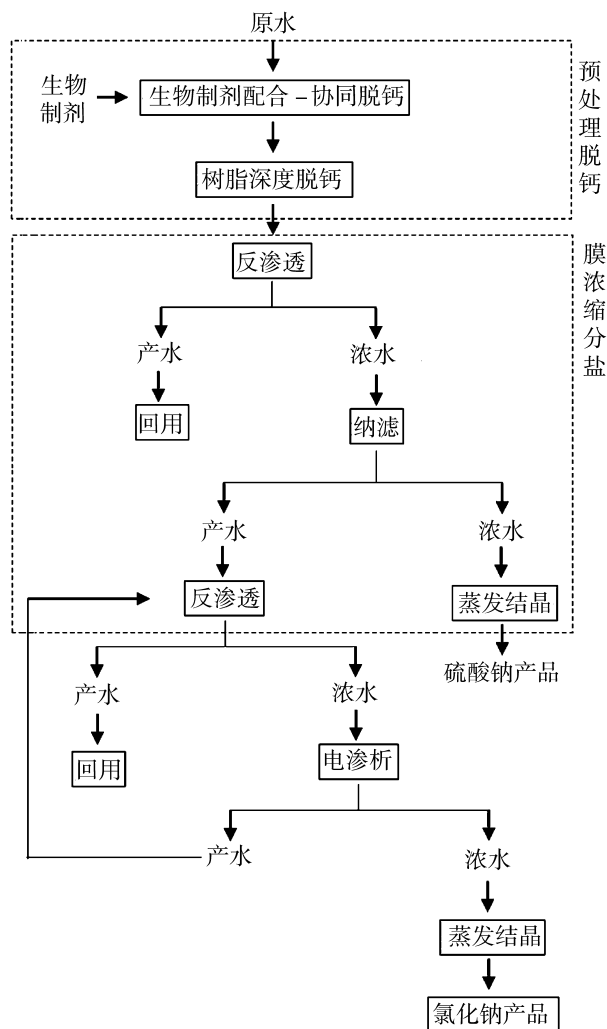 原水
生物
制剂
生物制剂配合-协同脱钙
树脂深度脱钙
预处理脱钙
反渗透
产水
浓水
回用
纳滤
产水
浓水
反渗透
蒸发结晶
膜浓缩分盐
硫酸钠产品
产水
浓水
回用
电渗析
产水
浓水
蒸发结晶
氯化钠产品